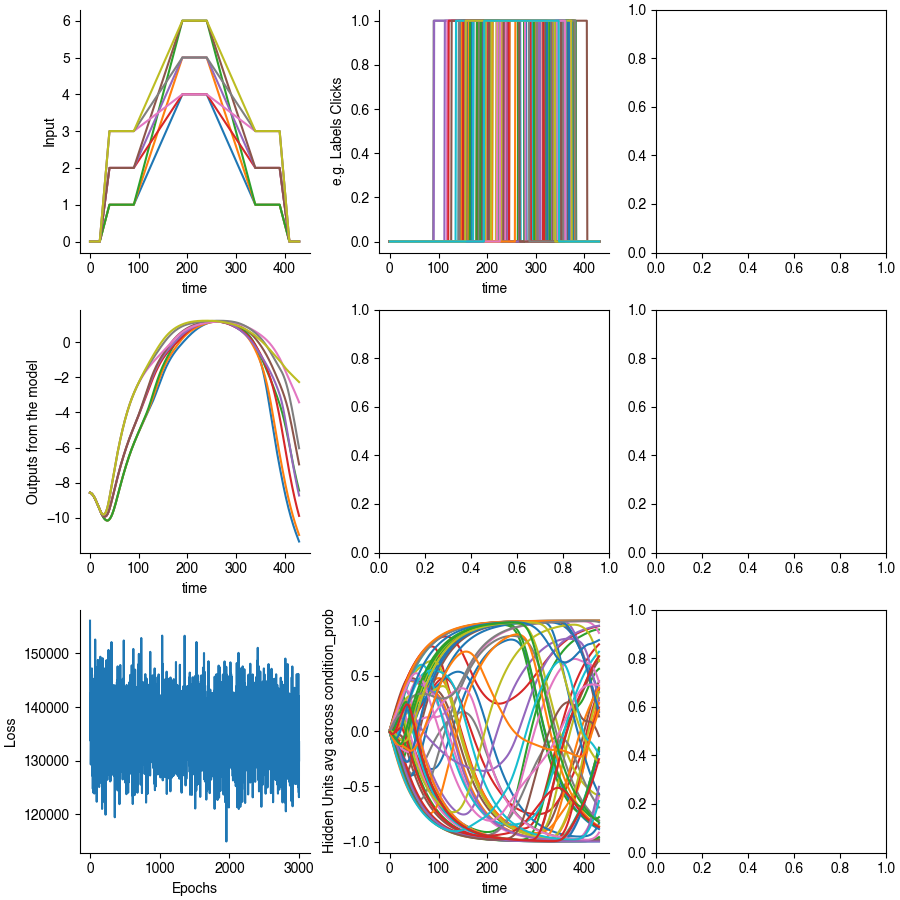 6
5
4
3
2
1
0
Input
0 100 200 300 400
time
1.0
0.8
0.6
0.4
0.2
0.0
e.g. Labels Clicks
0 100 200 300 400
time
1.0
0.8
0.6
0.4
0.2
0.0
0.0 0.2 0.4 0.6 0.8 1.0
0
−2
−4
−6
−8
−10
Outputs from the model
0 100 200 300 400
time
1.0
0.8
0.6
0.4
0.2
0.0
0.0 0.2 0.4 0.6 0.8 1.0
1.0
0.8
0.6
0.4
0.2
0.0
0.0 0.2 0.4 0.6 0.8 1.0
150000
140000
130000
120000
Loss
0 1000 2000 3000
Epochs
1.0
0.5
0.0
−0.5
−1.0
Hidden Units avg across condition_prob
0 100 200 300 400
time
1.0
0.8
0.6
0.4
0.2
0.0
0.0 0.2 0.4 0.6 0.8 1.0